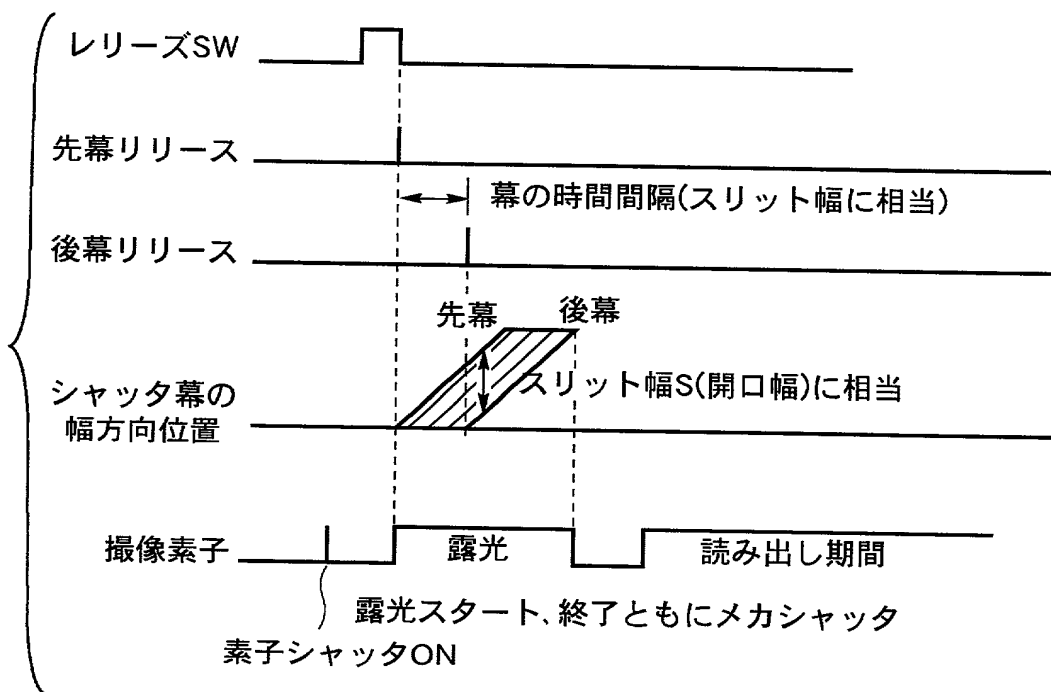 レリーズSW
先幕リリース
幕の時間間隔(スリット幅に相当)
後幕リリース
先幕
後幕
スリット幅S(開口幅)に相当
シャッタ幕の
幅方向位置
撮像素子
露光
読み出し期間
露光スタート、終了ともにメカシャッタ
素子シャッタON